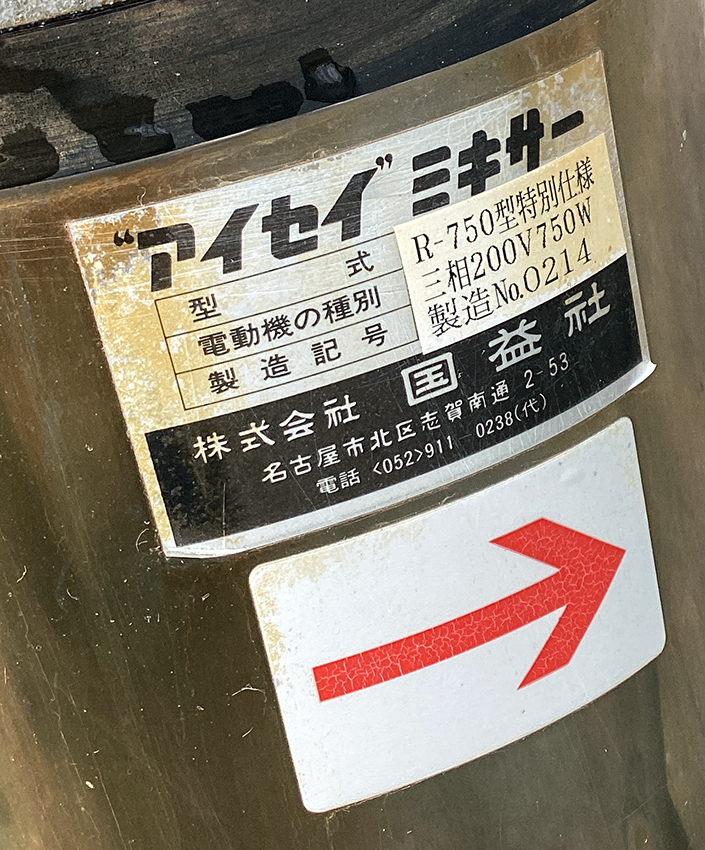 “アイセイ”ミキサー
型式
R-750型特別仕様
電動機の種別
三相200V750W
製造記号
製造No.0214
株式会社 国益社
名古屋市北区志賀南通 2-53
電話 <052>911-0238(代)